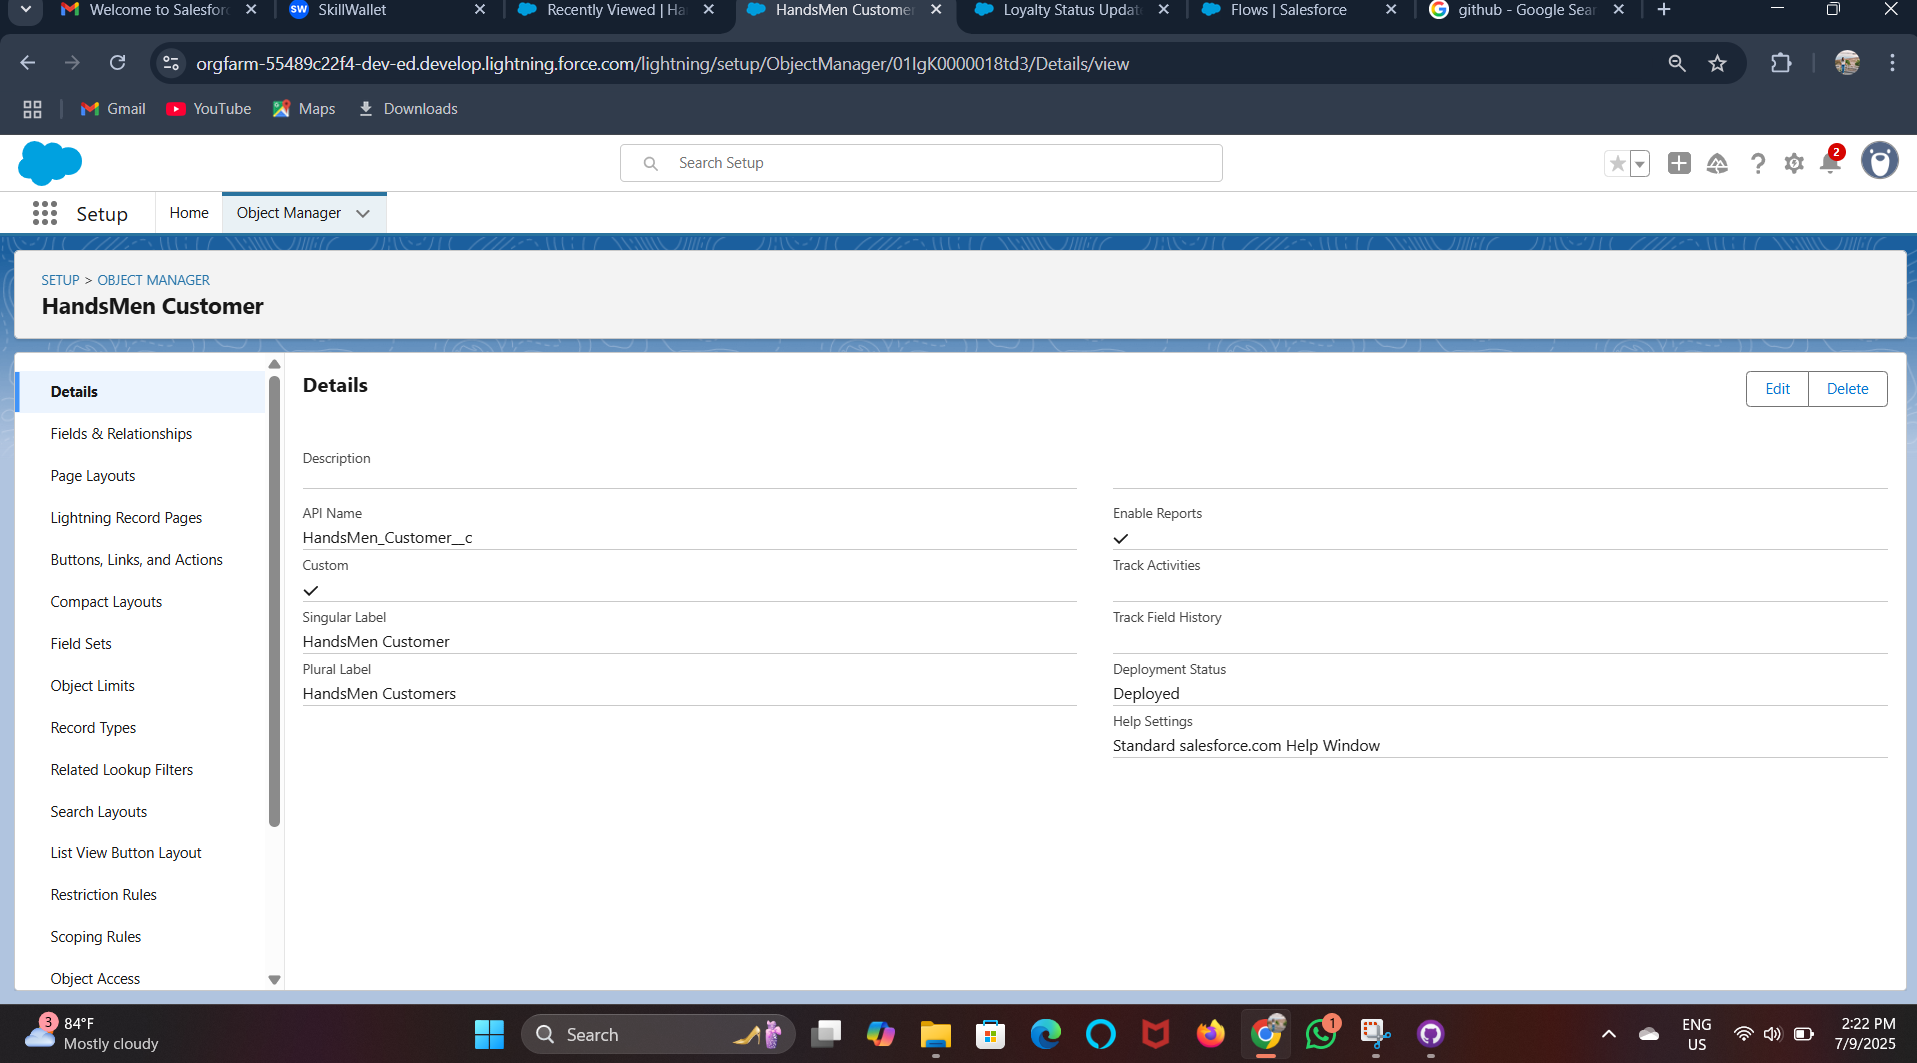 Welcome to Salesforc
SkillWallet
Recently Viewed | Ha
HandsMen Customer
Loyalty Status Updat
Flows | Salesforce
github - Google Sear
orgfarm-55489c22f4-dev-ed.develop.lightning.force.com/lightning/setup/ObjectManager/01IgK0000018td3/Details/view
Gmail
YouTube
Maps
Downloads
Search Setup
2
Setup
Home
Object Manager
SETUP > OBJECT MANAGER
HandsMen Customer
Details
Fields & Relationships
Page Layouts
Lightning Record Pages
Buttons, Links, and Actions
Compact Layouts
Field Sets
Object Limits
Record Types
Related Lookup Filters
Search Layouts
List View Button Layout
Restriction Rules
Scoping Rules
Object Access
Details
Edit
Delete
Description
API Name
HandsMen_Customer__c
Custom
Singular Label
HandsMen Customer
Plural Label
HandsMen Customers
Enable Reports
Track Activities
Track Field History
Deployment Status
Deployed
Help Settings
Standard salesforce.com Help Window
3
84°F
Mostly cloudy
Search
1
ENG
US
2:22 PM
7/9/2025